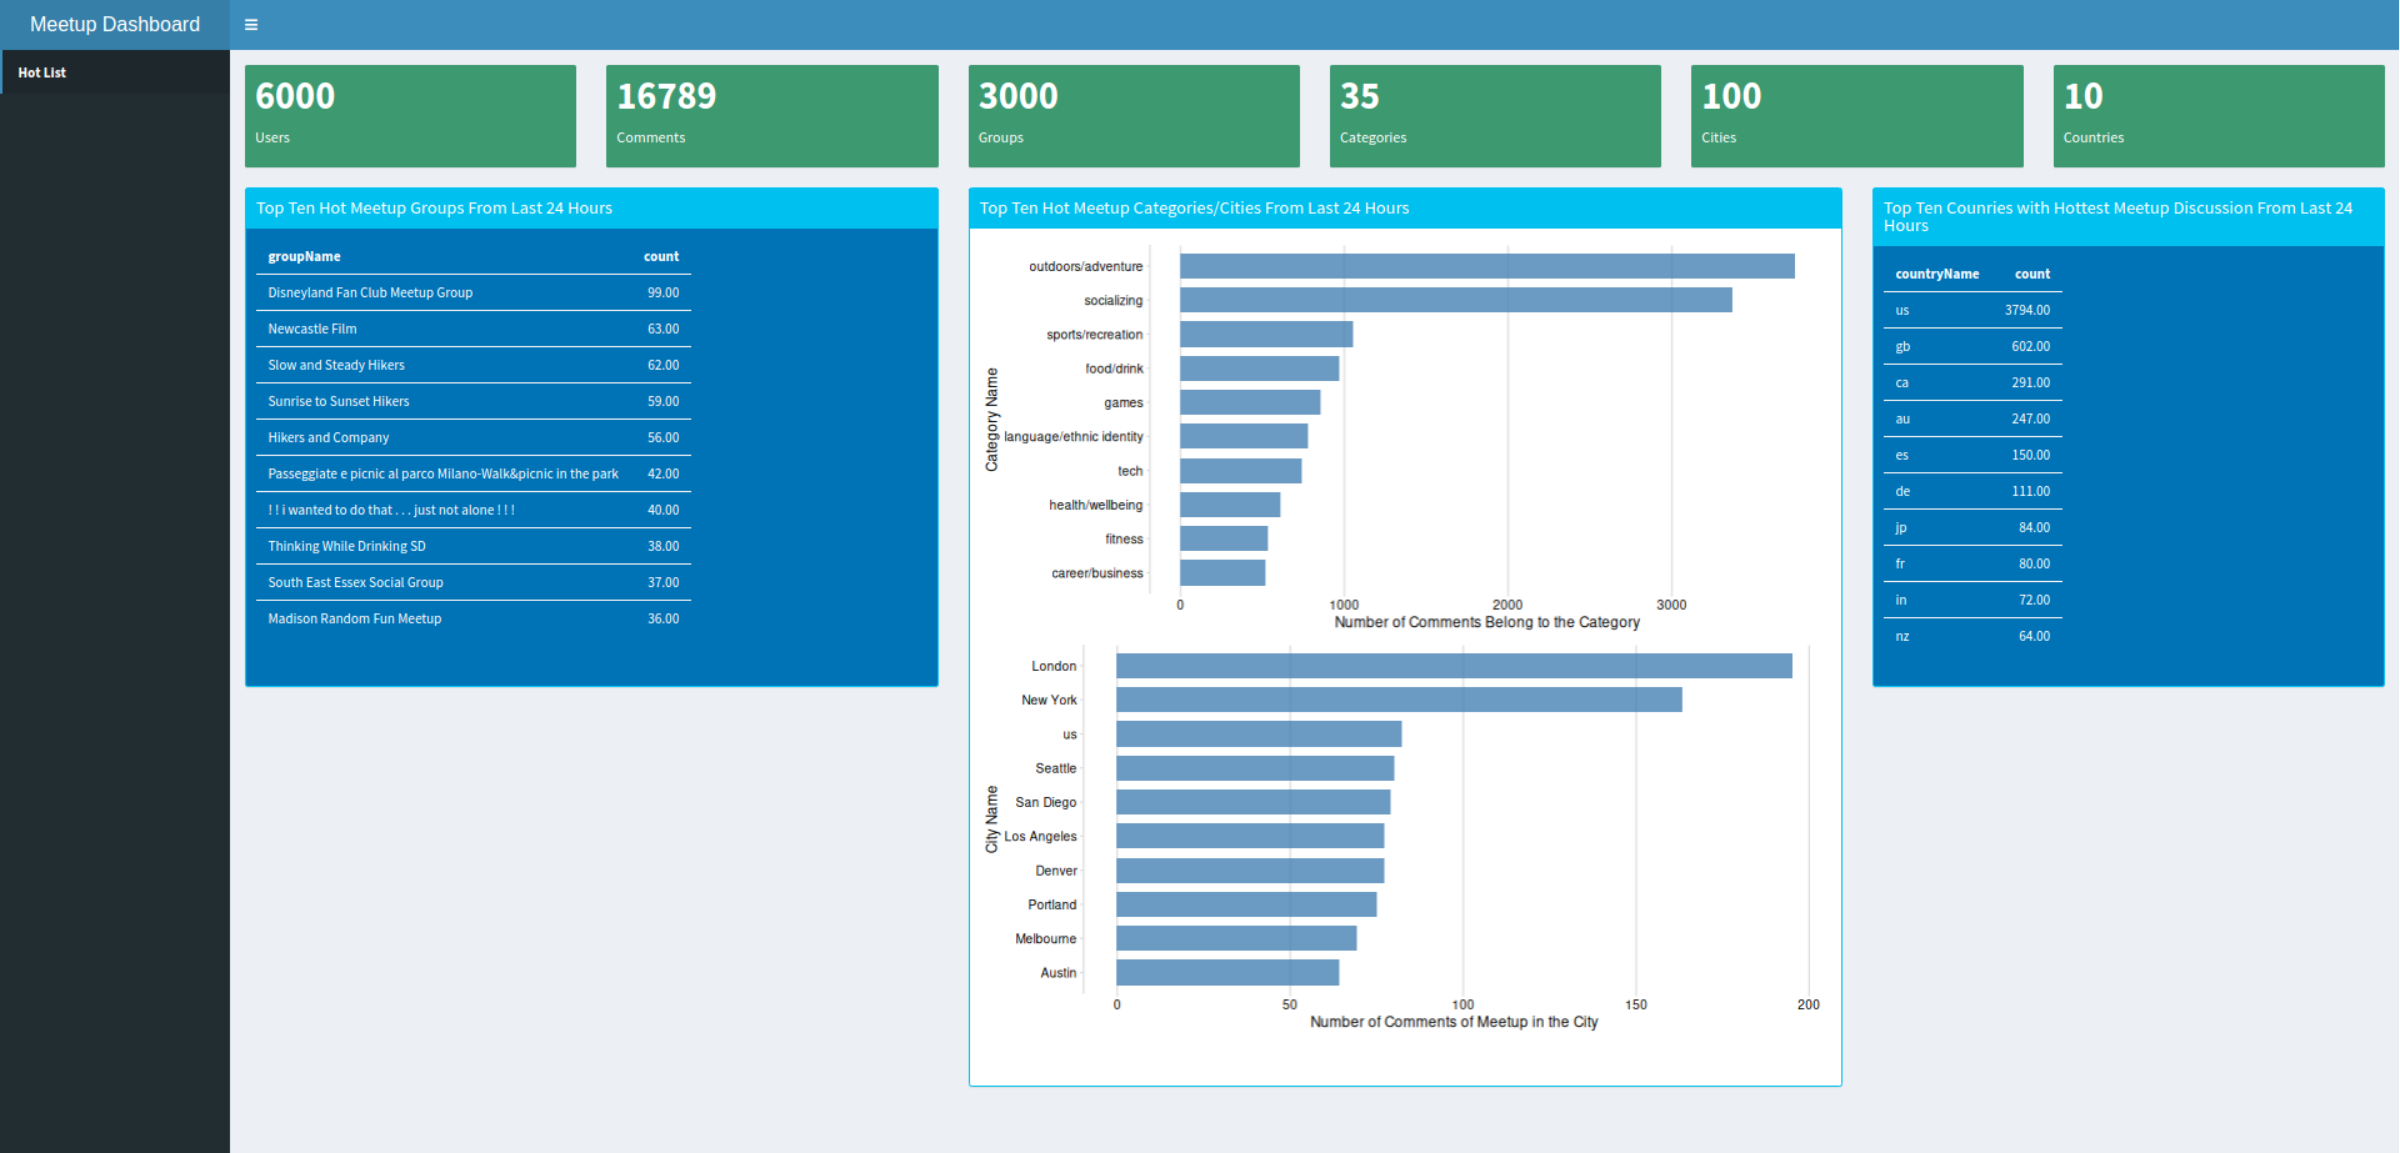 Meetup Dashboard
Hot List
6000
Users
16789
Comments
3000
Groups
35
Categories
100
Cities
10
Countries
Top Ten Hot Meetup Groups From Last 24 Hours
groupName count
Disneyland Fan Club Meetup Group 99.00
Newcastle Film 63.00
Slow and Steady Hikers 62.00
Sunrise to Sunset Hikers 59.00
Hikers and Company 56.00
Passeggiate e picnic al parco Milano-Walk&picnic in the park 42.00
! ! i wanted to do that . . . just not alone ! ! ! 40.00
Thinking While Drinking SD 38.00
South East Essex Social Group 37.00
Madison Random Fun Meetup 36.00
Top Ten Hot Meetup Categories/Cities From Last 24 Hours
Category Name
outdoors/adventure
socializing
sports/recreation
food/drink
games
language/ethnic identity
tech
health/wellbeing
fitness
career/business
0 1000 2000 3000
Number of Comments Belong to the Category
City Name
London
New York
us
Seattle
San Diego
Los Angeles
Denver
Portland
Melbourne
Austin
0 50 100 150 200
Number of Comments of Meetup in the City
Top Ten Counries with Hottest Meetup Discussion From Last 24
Hours
countryName count
us 3794.00
gb 602.00
ca 291.00
au 247.00
es 150.00
de 111.00
jp 84.00
fr 80.00
in 72.00
nz 64.00